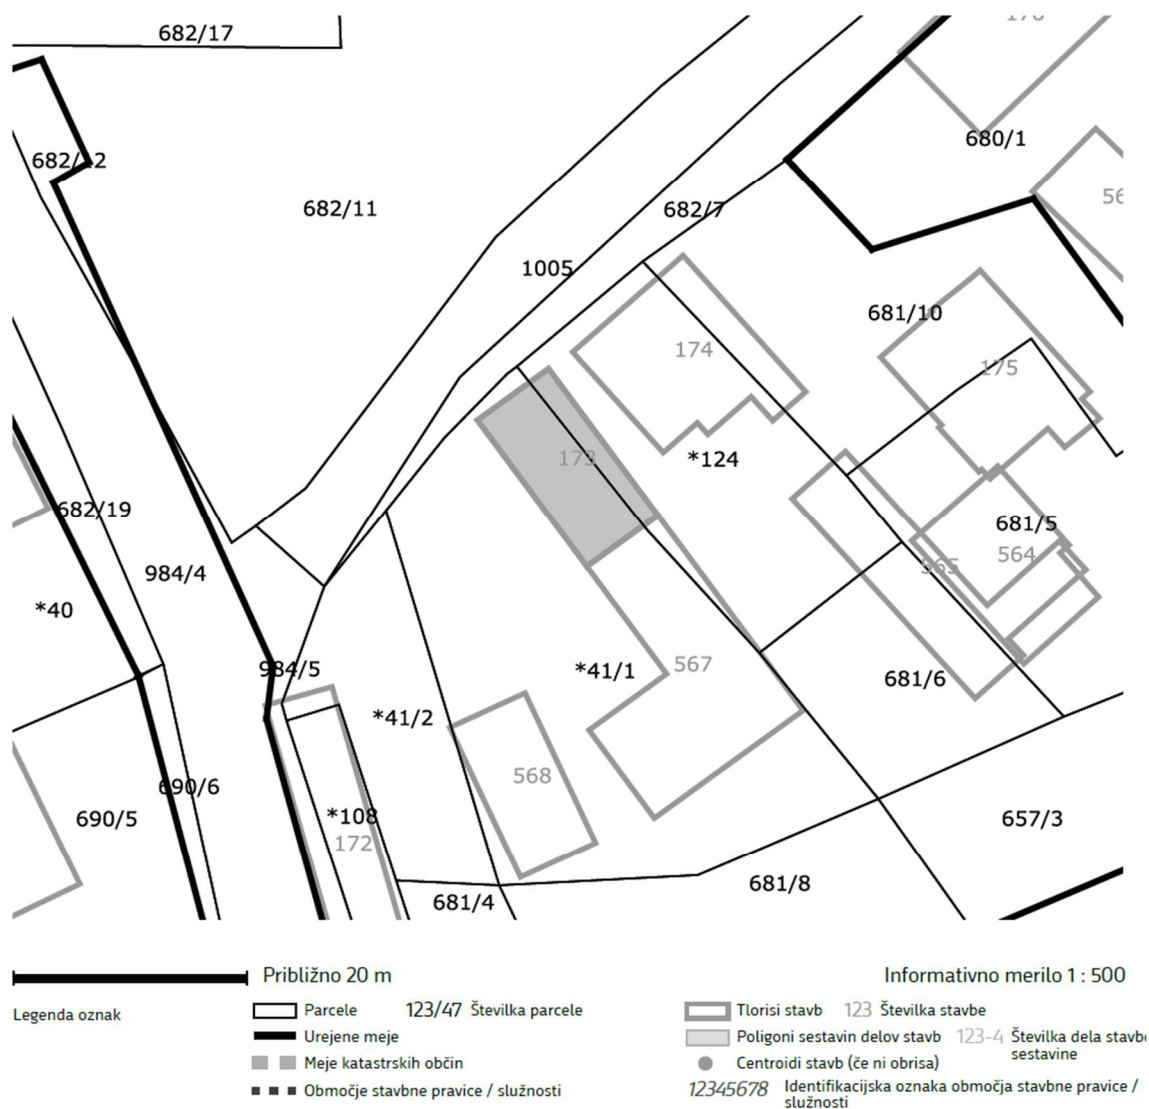 682/17
176
680/1
682/12
56
682/11
682/7
1005
681/10
174
175
173
*124
682/19
681/5
564
565
984/4
*40
984/5
*41/1
567
681/6
*41/2
568
690/6
690/5
*108
172
657/3
681/8
681/4
Približno 20 m
Informativno merilo 1 : 500
Legenda oznak
Parcele 123/47 Številka parcele
Urejene meje
Meje katastrskih občin
Območje stavbne pravice / služnosti
Tlorisi stavb 123 Številka stavbe
Poligoni sestavin delov stavb 123-4 Številka dela stavb
sestavine
Centroidi stavb (če ni obrisa)
12345678 Identifikacijska oznaka območja stavbne pravice /
služnosti